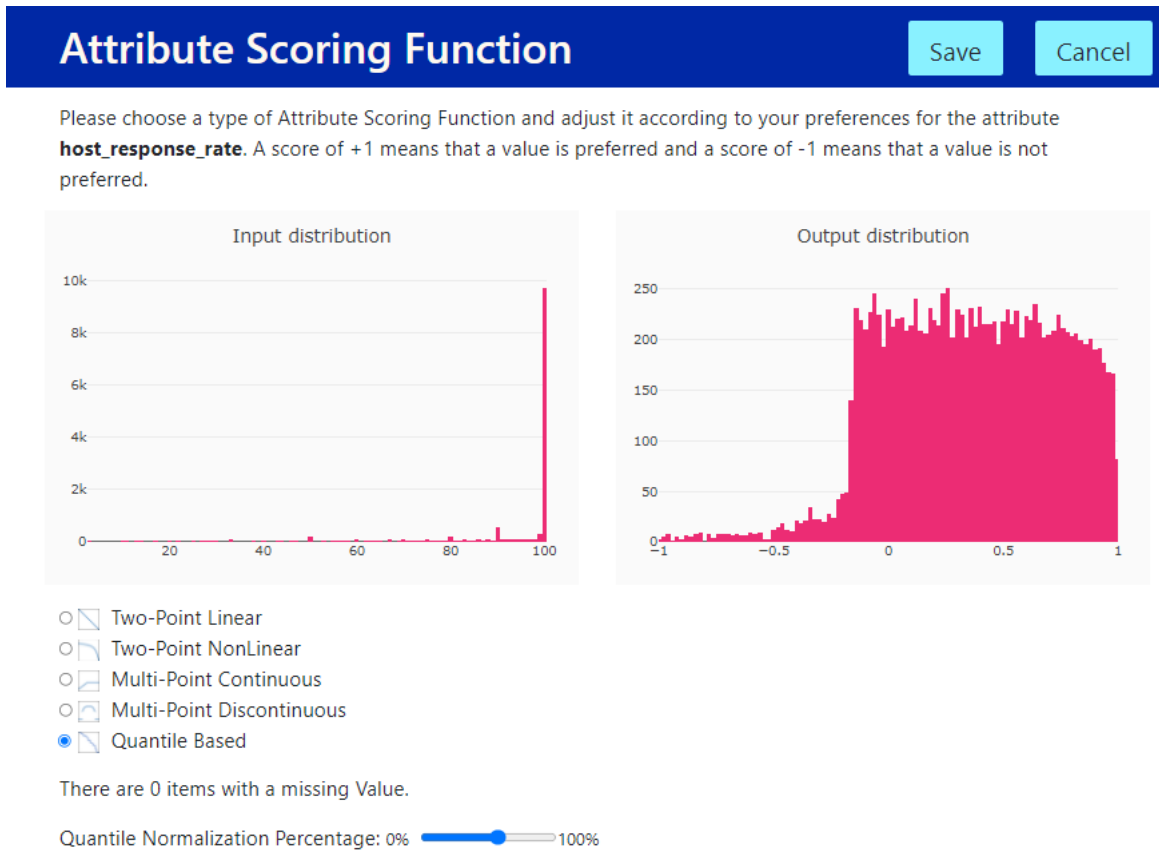 Attribute Scoring Function
Save
Cancel
Please choose a type of Attribute Scoring Function and adjust it according to your preferences for the attribute
host_response_rate. A score of +1 means that a value is preferred and a score of -1 means that a value is not
preferred.
Input distribution
10k
8k
6k
4k
2k
0
20
40
60
80
100
Output distribution
250
200
150
100
50
0
−1
−0.5
0
0.5
1
Two-Point Linear
Two-Point NonLinear
Multi-Point Continuous
Multi-Point Discontinuous
Quantile Based
There are 0 items with a missing Value.
Quantile Normalization Percentage: 0% 100%